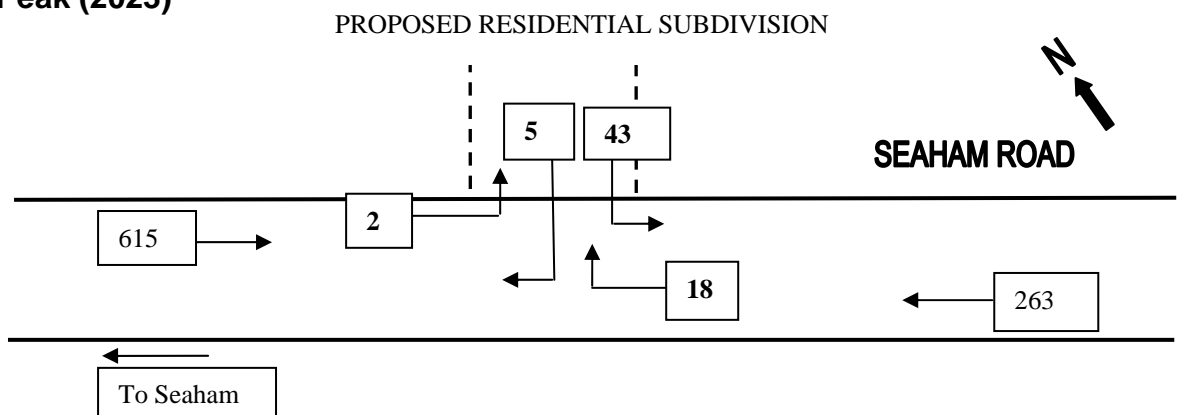 Peak (2023)
PROPOSED RESIDENTIAL SUBDIVISION
N
5
43
SEAHAM ROAD
2
615
18
263
To Seaham